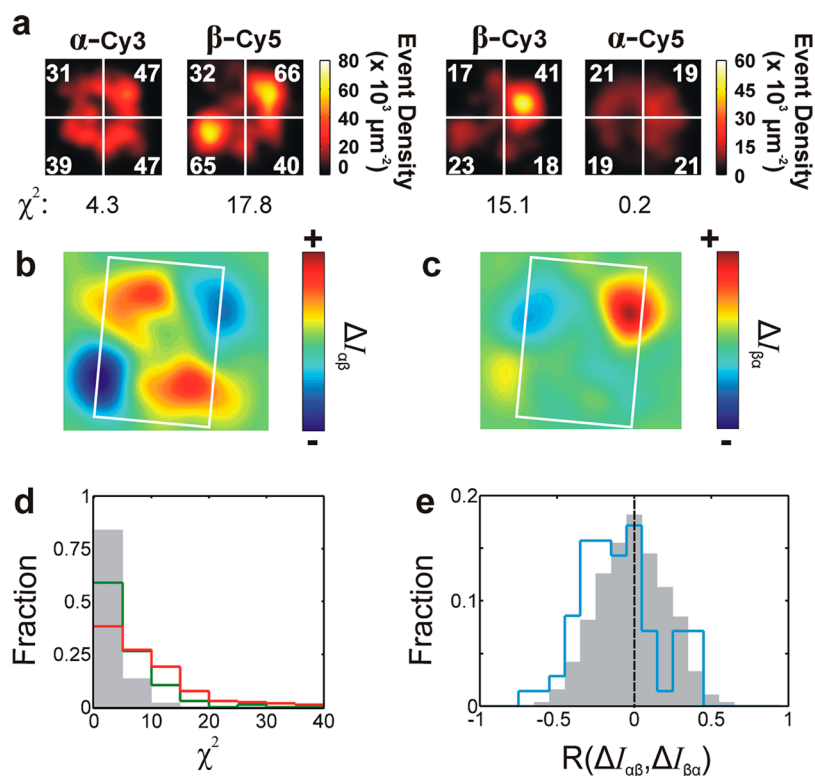 a
α-Cy3 β-Cy5 β-Cy3 α-Cy5
31 47 32 66 17 41 21 19
39 47 65 40 23 18 19 21
80
60
40
20
0
Event Density
(x 10³ µm⁻²)
60
45
30
15
0
Event Density
(x 10³ µm⁻²)
χ²: 4.3 17.8 15.1 0.2
b
+
ΔIαβ
-
c
+
ΔIβα
-
d
Fraction
1
0.75
0.5
0.25
0
0 10 20 30 40
χ²
e
Fraction
0.2
0.1
0
-1 -0.5 0 0.5 1
R(ΔIαβ,ΔIβα)